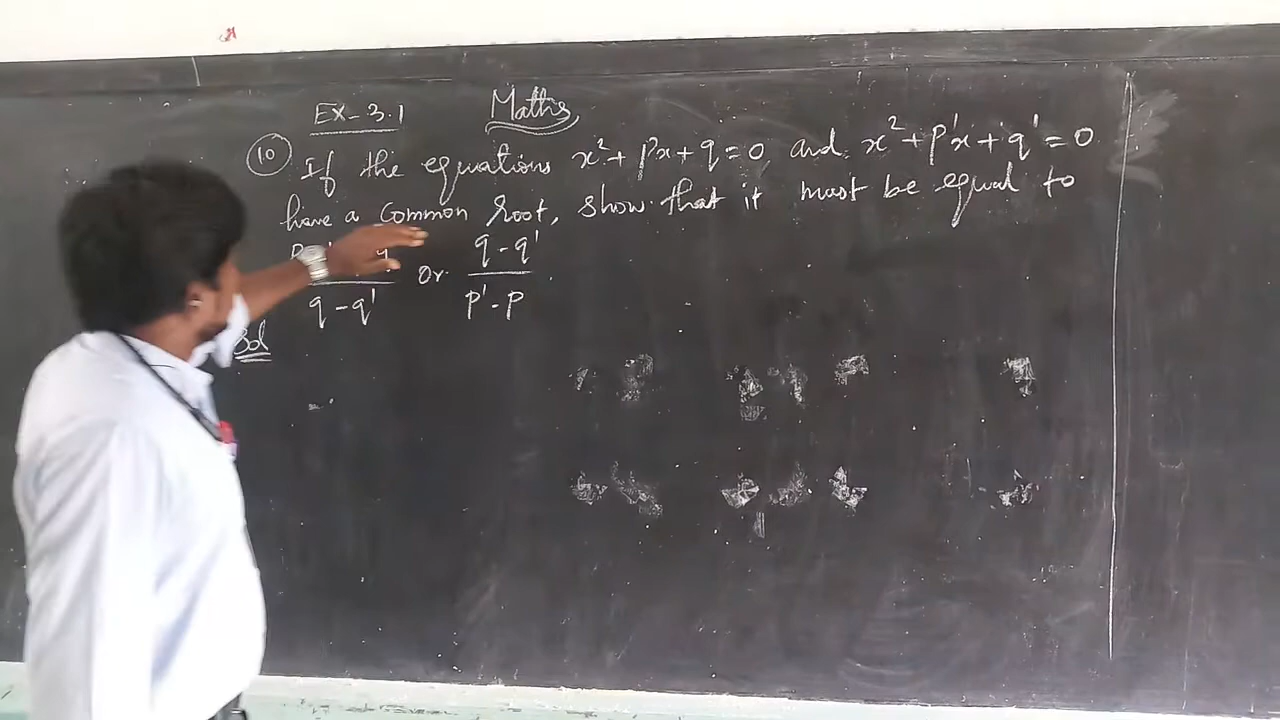 EX-3.1
Maths
(10) If the equations x² + px + q = 0 and x² + p'x + q' = 0
have a common root, show that it must be equal to
q - q'
or
q - q'
p' - p
Sol